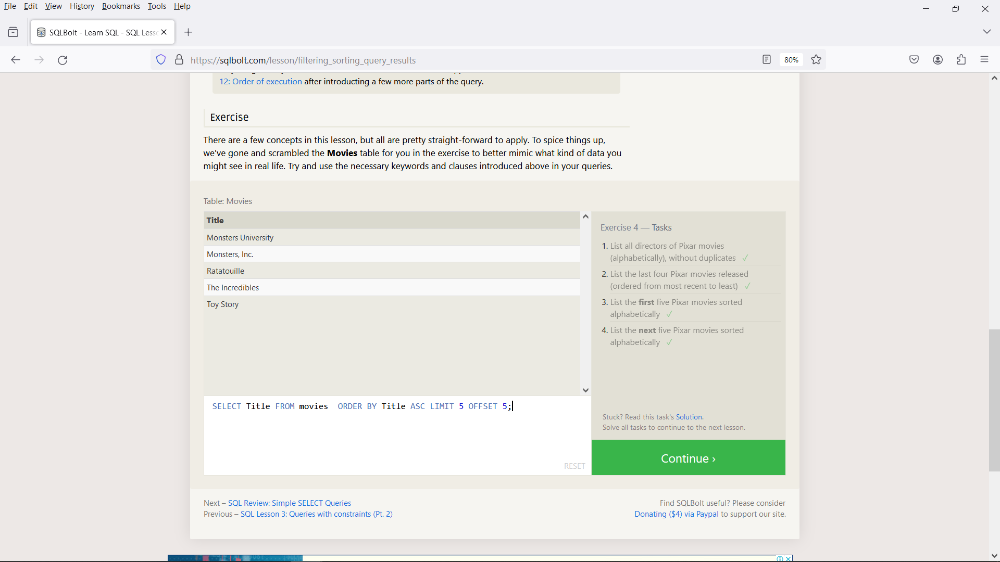 File Edit View History Bookmarks Tools Help
SQLBolt - Learn SQL - SQL Less
https://sqlbolt.com/lesson/filtering_sorting_query_results
80%
12: Order of execution after introducting a few more parts of the query.
Exercise
There are a few concepts in this lesson, but all are pretty straight-forward to apply. To spice things up,
we've gone and scrambled the Movies table for you in the exercise to better mimic what kind of data you
might see in real life. Try and use the necessary keywords and clauses introduced above in your queries.
Table: Movies
Title
Monsters University
Monsters, Inc.
Ratatouille
The Incredibles
Toy Story
SELECT Title FROM movies  ORDER BY Title ASC LIMIT 5 OFFSET 5;
RESET
Exercise 4 — Tasks
1. List all directors of Pixar movies
(alphabetically), without duplicates ✓
2. List the last four Pixar movies released
(ordered from most recent to least) ✓
3. List the first five Pixar movies sorted
alphabetically ✓
4. List the next five Pixar movies sorted
alphabetically ✓
Stuck? Read this task's Solution.
Solve all tasks to continue to the next lesson.
Continue ›
Next – SQL Review: Simple SELECT Queries
Previous – SQL Lesson 3: Queries with constraints (Pt. 2)
Find SQLBolt useful? Please consider
Donating ($4) via Paypal to support our site.